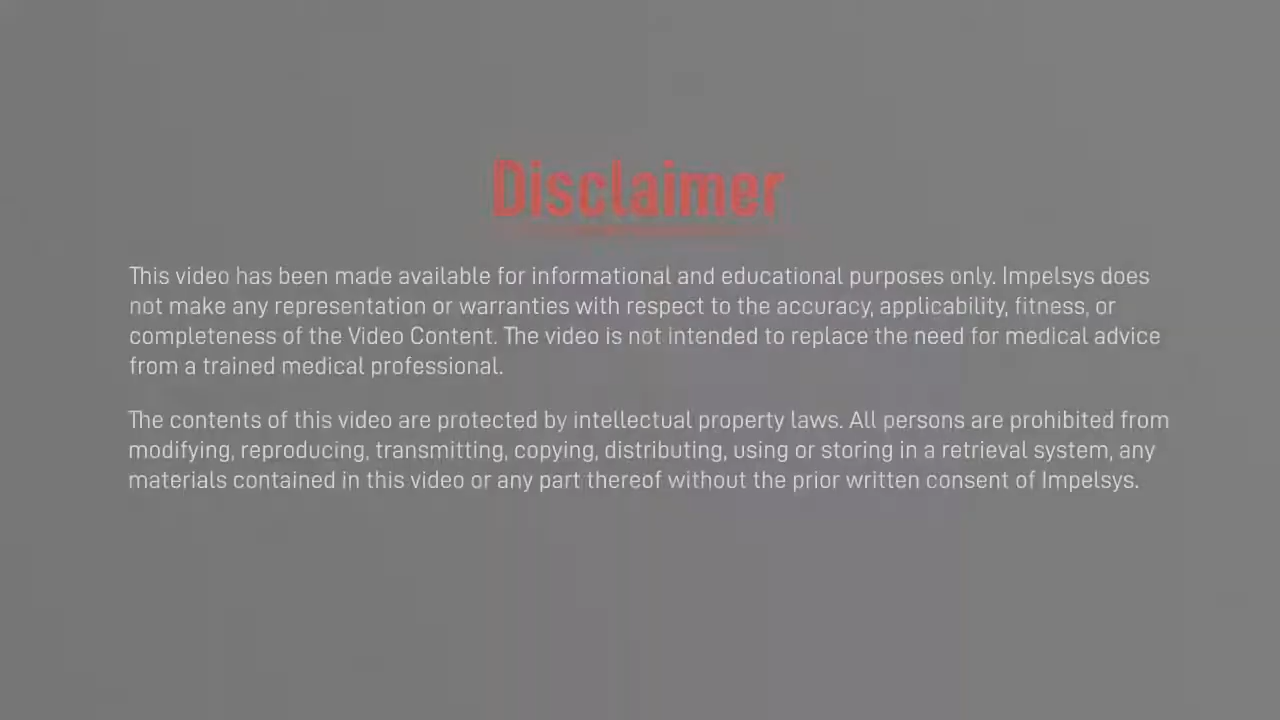 Disclaimer
This video has been made available for informational and educational purposes only. Impelsys does
not make any representation or warranties with respect to the accuracy, applicability, fitness, or
completeness of the Video Content. The video is not intended to replace the need for medical advice
from a trained medical professional.
The contents of this video are protected by intellectual property laws. All persons are prohibited from
modifying, reproducing, transmitting, copying, distributing, using or storing in a retrieval system, any
materials contained in this video or any part thereof without the prior written consent of Impelsys.